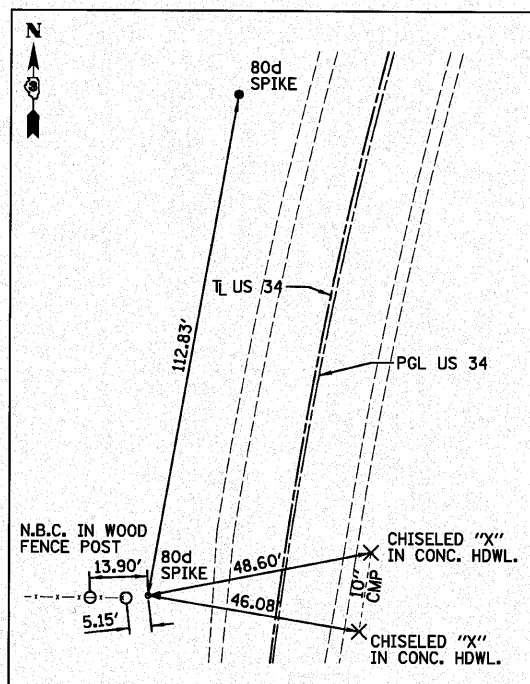 N
80d
SPIKE
TL US 34
112.83'
PGL US 34
N.B.C. IN WOOD
FENCE POST
13.90'
80d
SPIKE
48.60'
46.08'
10"
CMP
CHISELED "X"
IN CONC. HDWL.
5.15'
CHISELED "X"
IN CONC. HDWL.